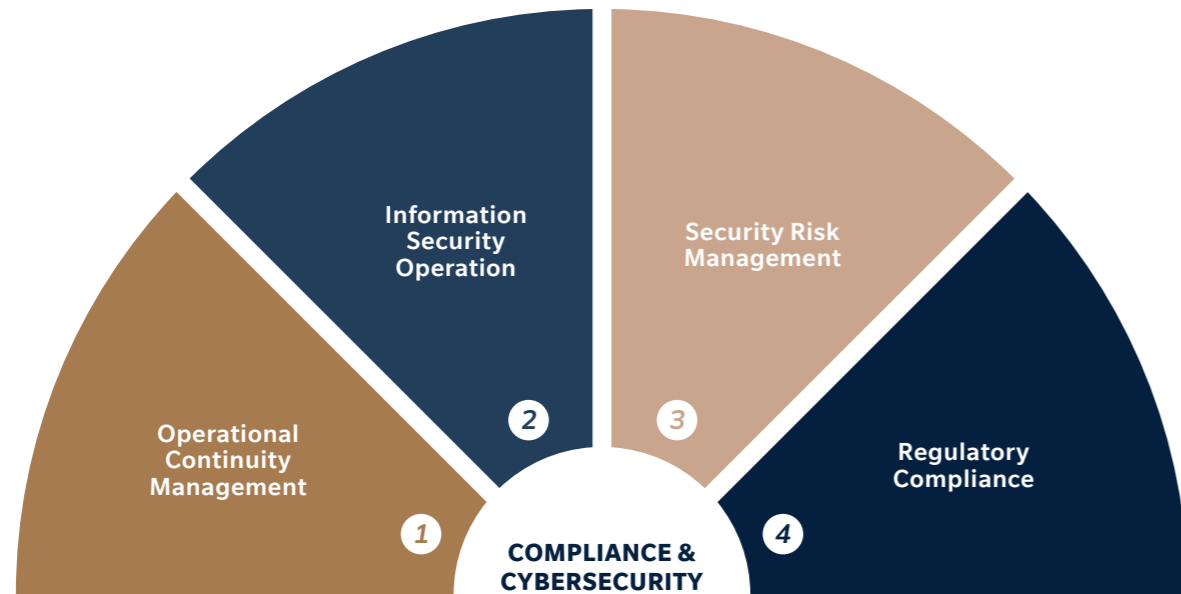 Information
Security
Operation
2
Security Risk
Management
3
Operational
Continuity
Management
1
Regulatory
Compliance
4
COMPLIANCE &
CYBERSECURITY